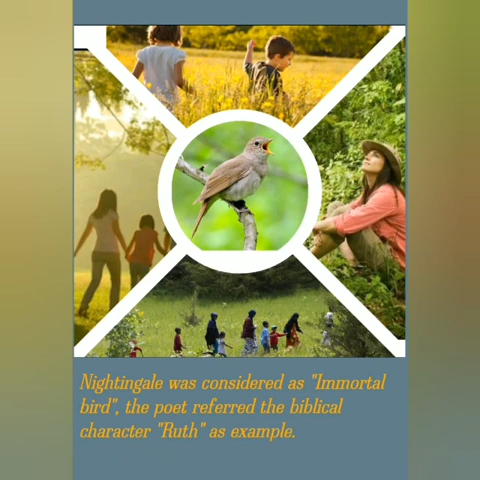 Nightingale was considered as "Immortal
bird", the poet referred the biblical
character "Ruth" as example.